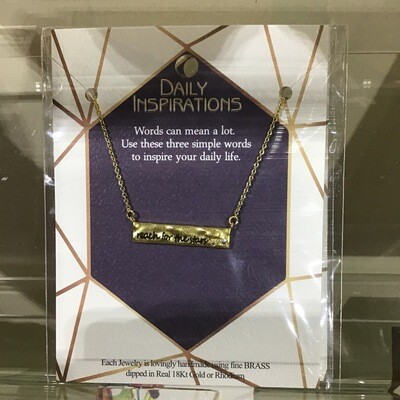 DAILY
INSPIRATIONS
Words can mean a lot.
Use these three simple words
to inspire your daily life.
reach for the stars
Each Jewelry is lovingly handmade using fine BRASS
dipped in Real 18Kt Gold or Rhodium